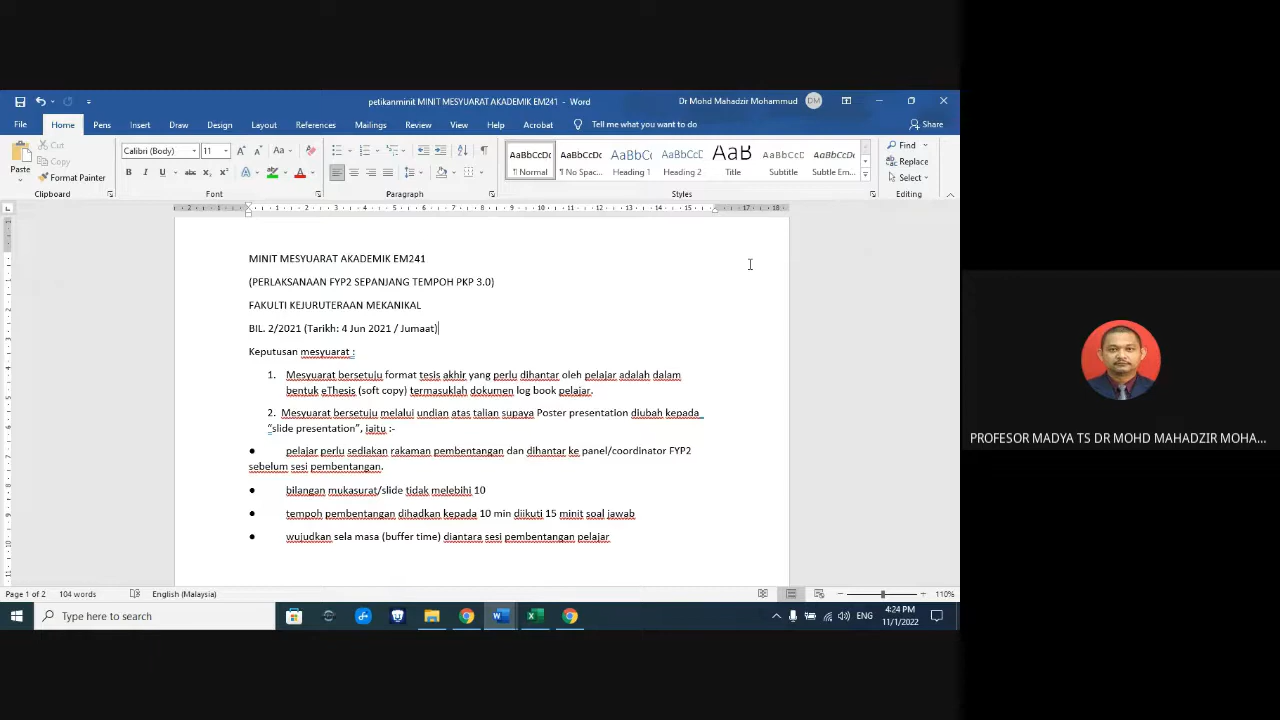 petikanminit MINIT MESYUARAT AKADEMIK EM241 - Word
Dr Mohd Mahadzir Mohammud DM
File Home Pens Insert Draw Design Layout References Mailings Review View Help Acrobat Tell me what you want to do Share
Cut
Copy
Paste
Format Painter
Calibri (Body) 11
AaBbCcDc AaBbCcDc AaBbCc AaBbCcD AaB AaBbCcD AaBbCcDc
¶ Normal ¶ No Spac... Heading 1 Heading 2 Title Subtitle Subtle Em...
Find
Replace
Select
Clipboard Font Paragraph Styles Editing
MINIT MESYUARAT AKADEMIK EM241
(PERLAKSANAAN FYP2 SEPANJANG TEMPOH PKP 3.0)
FAKULTI KEJURUTERAAN MEKANIKAL
BIL. 2/2021 (Tarikh: 4 Jun 2021 / Jumaat)
Keputusan mesyuarat :
1. Mesyuarat bersetuju format tesis akhir yang perlu dihantar oleh pelajar adalah dalam
bentuk eThesis (soft copy) termasuklah dokumen log book pelajar.
2. Mesyuarat bersetuju melalui undian atas talian supaya Poster presentation diubah kepada
“slide presentation”, iaitu :-
● pelajar perlu sediakan rakaman pembentangan dan dihantar ke panel/coordinator FYP2
sebelum sesi pembentangan.
● bilangan mukasurat/slide tidak melebihi 10
● tempoh pembentangan dihadkan kepada 10 min diikuti 15 minit soal jawab
● wujudkan sela masa (buffer time) diantara sesi pembentangan pelajar
Page 1 of 2 104 words English (Malaysia) 110%
Type here to search
ENG
4:24 PM
11/1/2022
PROFESOR MADYA TS DR MOHD MAHADZIR MOHA...